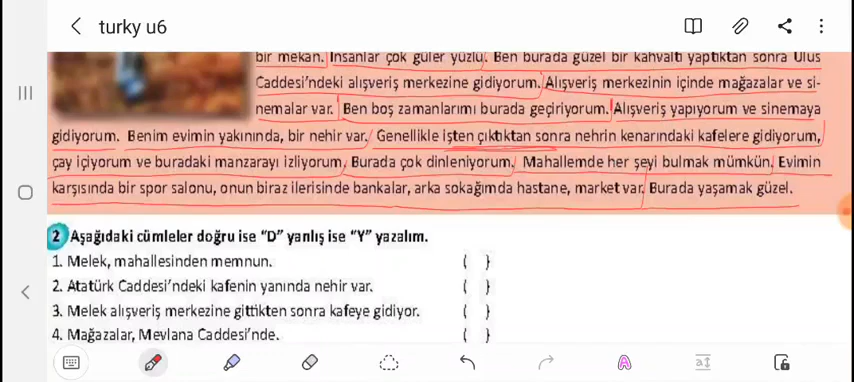 turky u6
bir mekan. İnsanlar çok güler yüzlü. Ben burada güzel bir kahvaltı yaptıktan sonra Ulus
Caddesi’ndeki alışveriş merkezine gidiyorum. Alışveriş merkezinin içinde mağazalar ve si-
nemalar var. Ben boş zamanlarımı burada geçiriyorum. Alışveriş yapıyorum ve sinemaya
gidiyorum. Benim evimin yakınında, bir nehir var. Genellikle işten çıktıktan sonra nehrin kenarındaki kafelere gidiyorum,
çay içiyorum ve buradaki manzarayı izliyorum. Burada çok dinleniyorum. Mahallemde her şeyi bulmak mümkün. Evimin
karşısında bir spor salonu, onun biraz ilerisinde bankalar, arka sokağımda hastane, market var. Burada yaşamak güzel.
2 Aşağıdaki cümleler doğru ise “D” yanlış ise “Y” yazalım.
1. Melek, mahallesinden memnun. ( )
2. Atatürk Caddesi’ndeki kafenin yanında nehir var. ( )
3. Melek alışveriş merkezine gittikten sonra kafeye gidiyor. ( )
4. Mağazalar, Mevlana Caddesi’nde. ( )